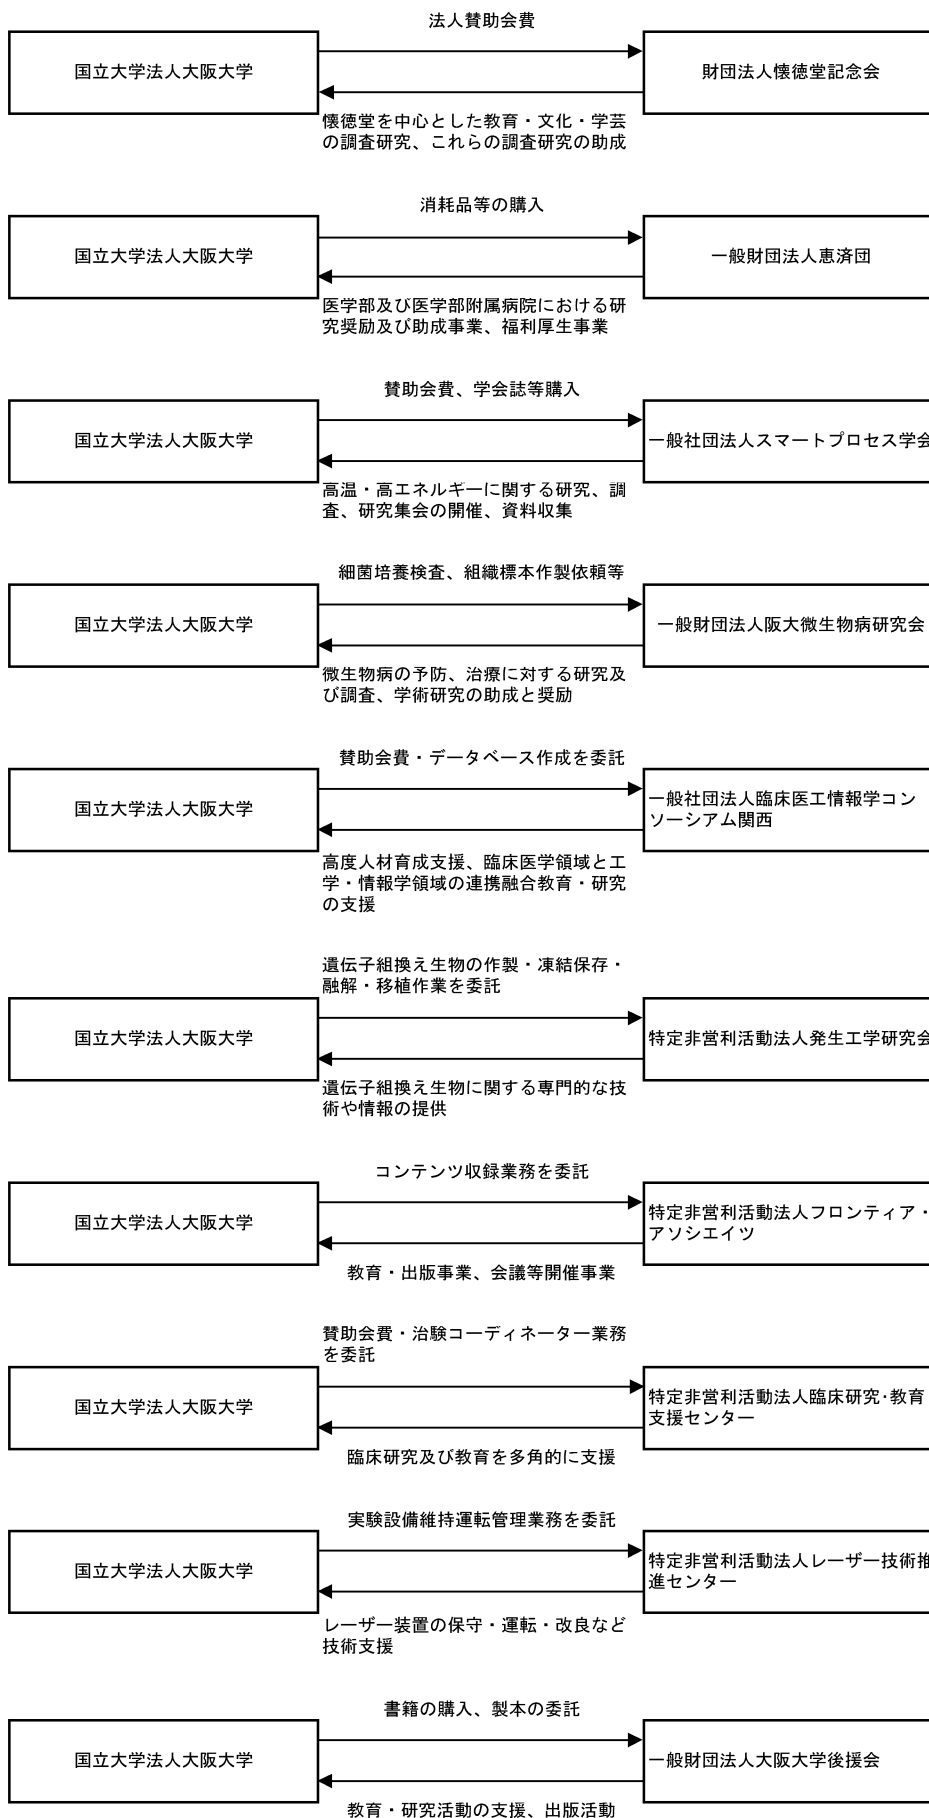 法人賛助会費
国立大学法人大阪大学
財団法人懐徳堂記念会
懐徳堂を中心とした教育・文化・学芸
の調査研究、これらの調査研究の助成
消耗品等の購入
国立大学法人大阪大学
一般財団法人恵済団
医学部及び医学部附属病院における研
究奨励及び助成事業、福利厚生事業
賛助会費、学会誌等購入
国立大学法人大阪大学
一般社団法人スマートプロセス学会
高温・高エネルギーに関する研究、調
査、研究集会の開催、資料収集
細菌培養検査、組織標本作製依頼等
国立大学法人大阪大学
一般財団法人阪大微生物病研究会
微生物病の予防、治療に対する研究及
び調査、学術研究の助成と奨励
賛助会費・データベース作成を委託
国立大学法人大阪大学
一般社団法人臨床医工情報学コン
ソーシアム関西
高度人材育成支援、臨床医学領域と工
学・情報学領域の連携融合教育・研究
の支援
遺伝子組換え生物の作製・凍結保存・
融解・移植作業を委託
国立大学法人大阪大学
特定非営利活動法人発生工学研究会
遺伝子組換え生物に関する専門的な技
術や情報の提供
コンテンツ収録業務を委託
国立大学法人大阪大学
特定非営利活動法人フロンティア・
アソシエイツ
教育・出版事業、会議等開催事業
賛助会費・治験コーディネーター業務
を委託
国立大学法人大阪大学
特定非営利活動法人臨床研究･教育
支援センター
臨床研究及び教育を多角的に支援
実験設備維持運転管理業務を委託
国立大学法人大阪大学
特定非営利活動法人レーザー技術推
進センター
レーザー装置の保守・運転・改良など
技術支援
書籍の購入、製本の委託
国立大学法人大阪大学
一般財団法人大阪大学後援会
教育・研究活動の支援、出版活動